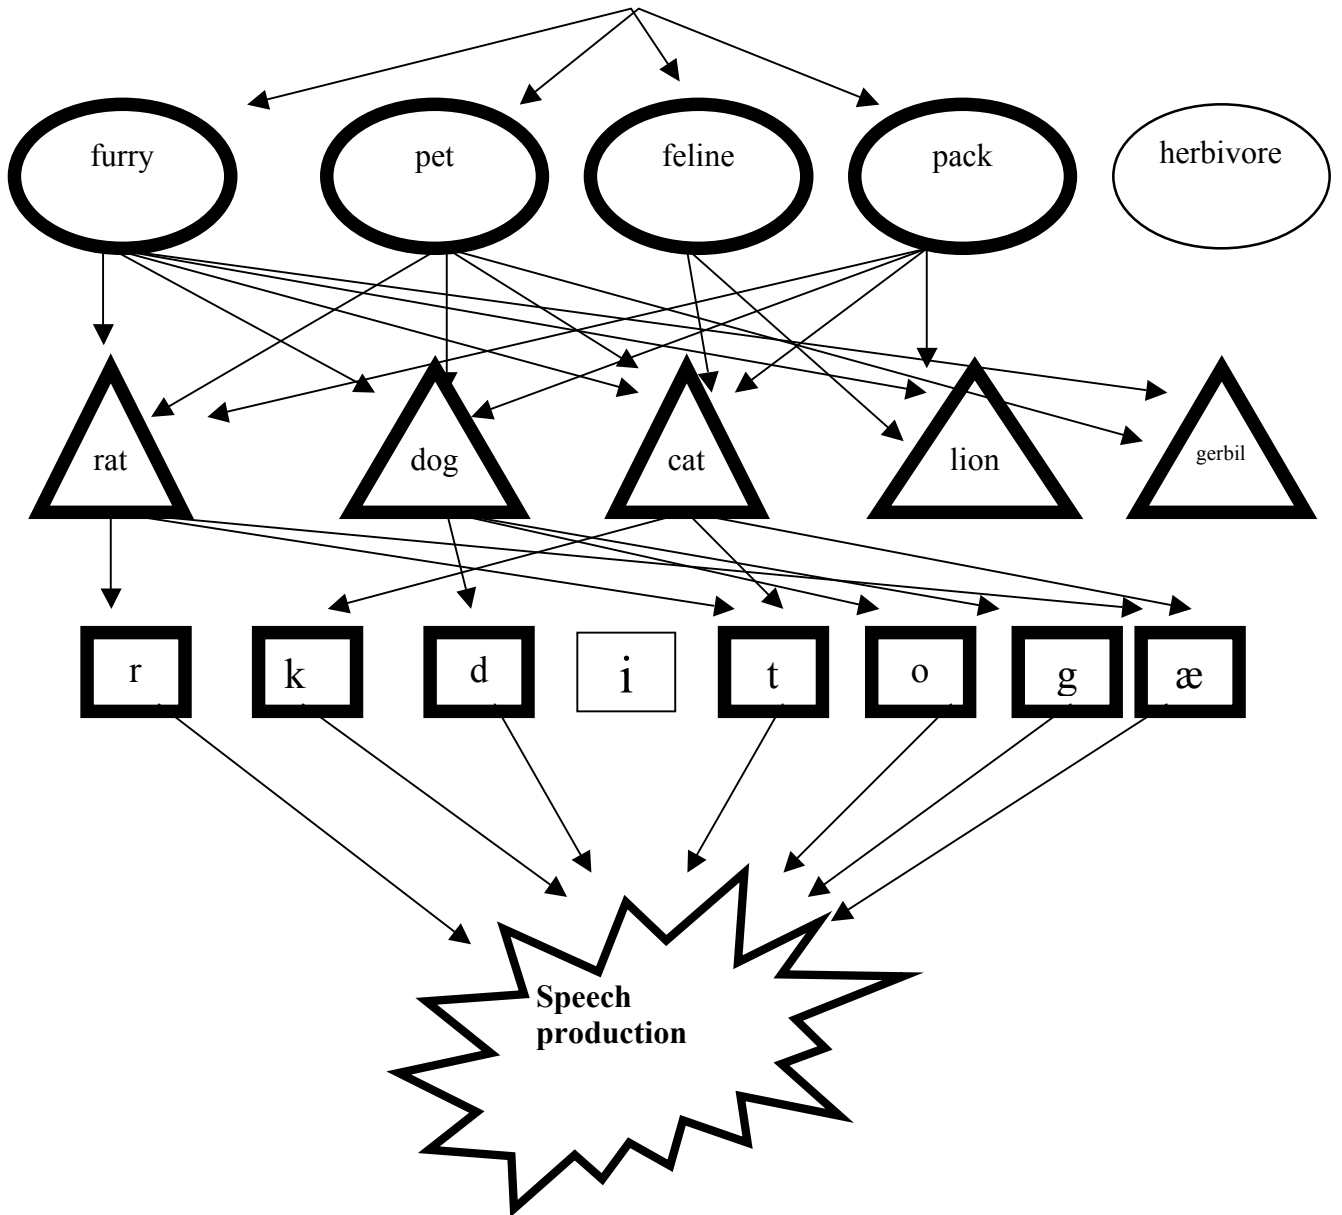 furry
pet
feline
pack
herbivore
rat
dog
cat
lion
gerbil
r
k
d
i
t
o
g
æ
Speech
production